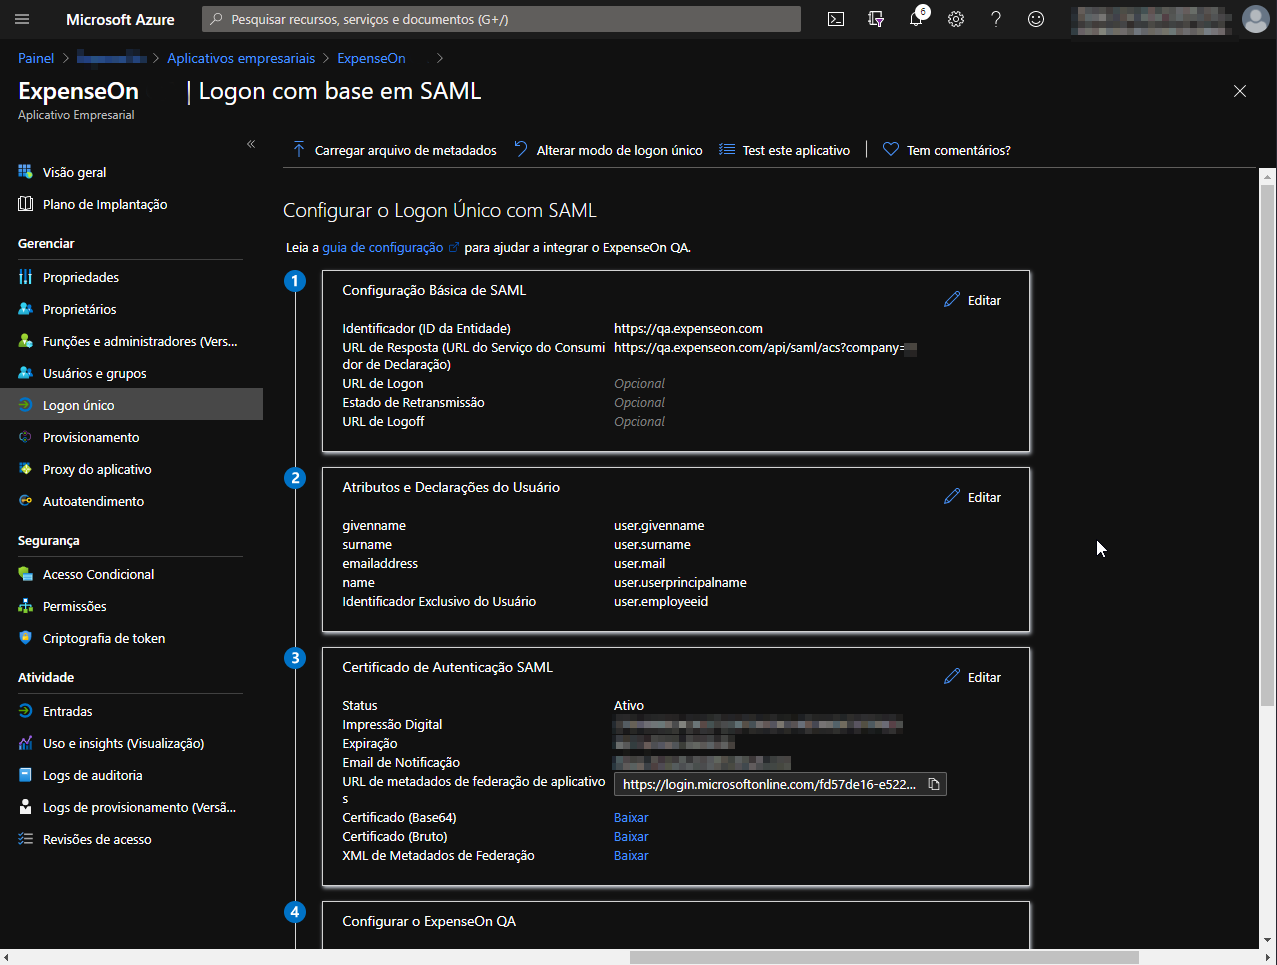 Microsoft Azure
Pesquisar recursos, serviços e documentos (G+/)
6
Painel
Aplicativos empresariais
ExpenseOn
ExpenseOn | Logon com base em SAML
Aplicativo Empresarial
Carregar arquivo de metadados
Alterar modo de logon único
Test este aplicativo
Tem comentários?
Visão geral
Plano de Implantação
Gerenciar
Propriedades
Proprietários
Funções e administradores (Vers...
Usuários e grupos
Logon único
Provisionamento
Proxy do aplicativo
Autoatendimento
Segurança
Acesso Condicional
Permissões
Criptografia de token
Atividade
Entradas
Uso e insights (Visualização)
Logs de auditoria
Logs de provisionamento (Versã...
Revisões de acesso
Configurar o Logon Único com SAML
Leia a guia de configuração para ajudar a integrar o ExpenseOn QA.
1
Configuração Básica de SAML
Editar
Identificador (ID da Entidade) https://qa.expenseon.com
URL de Resposta (URL do Serviço do Consumi https://qa.expenseon.com/api/saml/acs?company=
dor de Declaração)
URL de Logon Opcional
Estado de Retransmissão Opcional
URL de Logoff Opcional
2
Atributos e Declarações do Usuário
Editar
givenname user.givenname
surname user.surname
emailaddress user.mail
name user.userprincipalname
Identificador Exclusivo do Usuário user.employeeid
3
Certificado de Autenticação SAML
Editar
Status Ativo
Impressão Digital
Expiração
Email de Notificação
URL de metadados de federação de aplicativo https://login.microsoftonline.com/fd57de16-e522...
s
Certificado (Base64) Baixar
Certificado (Bruto) Baixar
XML de Metadados de Federação Baixar
4
Configurar o ExpenseOn QA